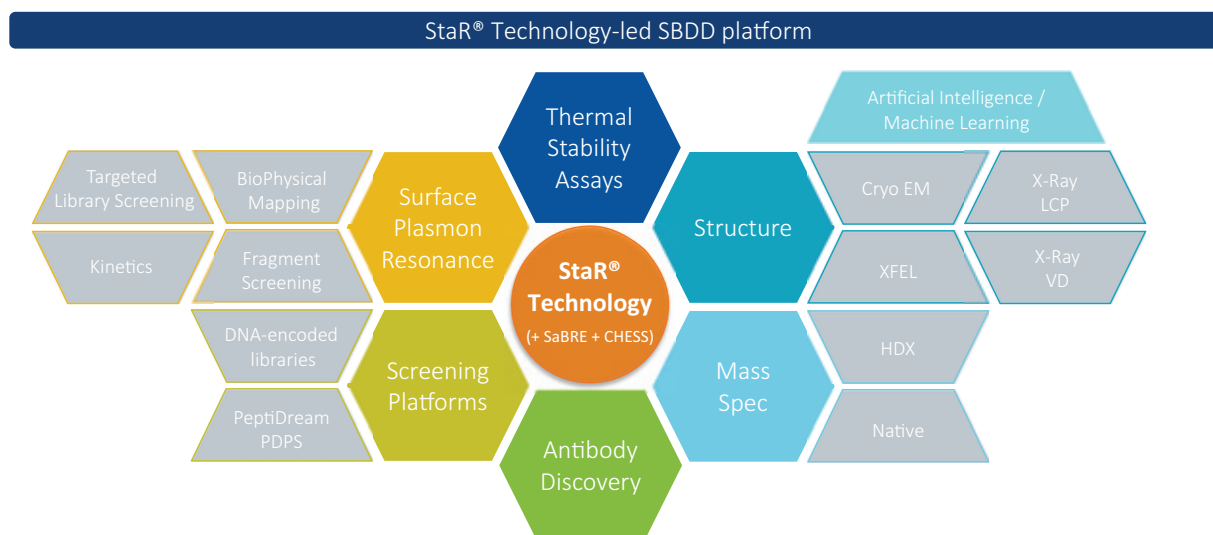 StaR® Technology-led SBDD platform
Thermal
Stability
Assays
Artificial Intelligence /
Machine Learning
Targeted
Library Screening
BioPhysical
Mapping
Surface
Plasmon
Resonance
Structure
Cryo EM
X-Ray
LCP
Kinetics
Fragment
Screening
StaR®
Technology
(+ SaBRE + CHESS)
XFEL
X-Ray
VD
DNA-encoded
libraries
Screening
Platforms
Mass
Spec
HDX
PeptiDream
PDPS
Native
Antibody
Discovery